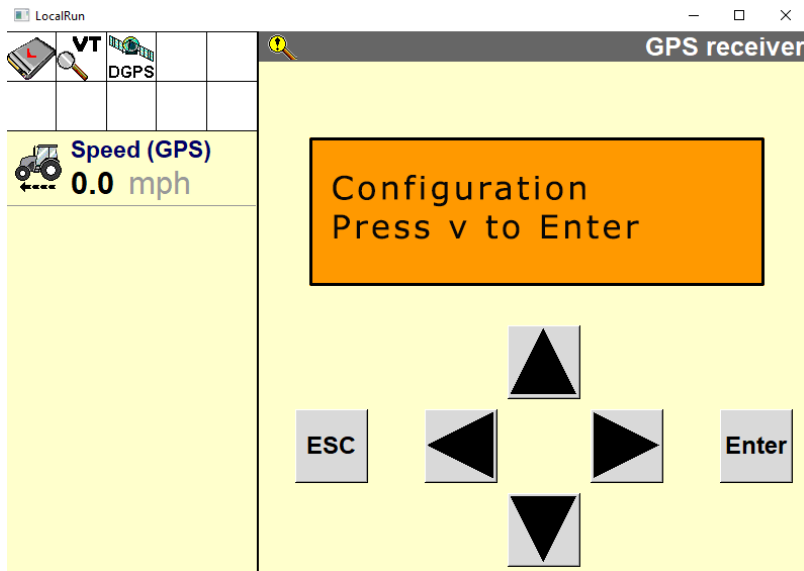 LocalRun
VT
DGPS
GPS receiver
Speed (GPS)
0.0 mph
Configuration
Press v to Enter
ESC
Enter